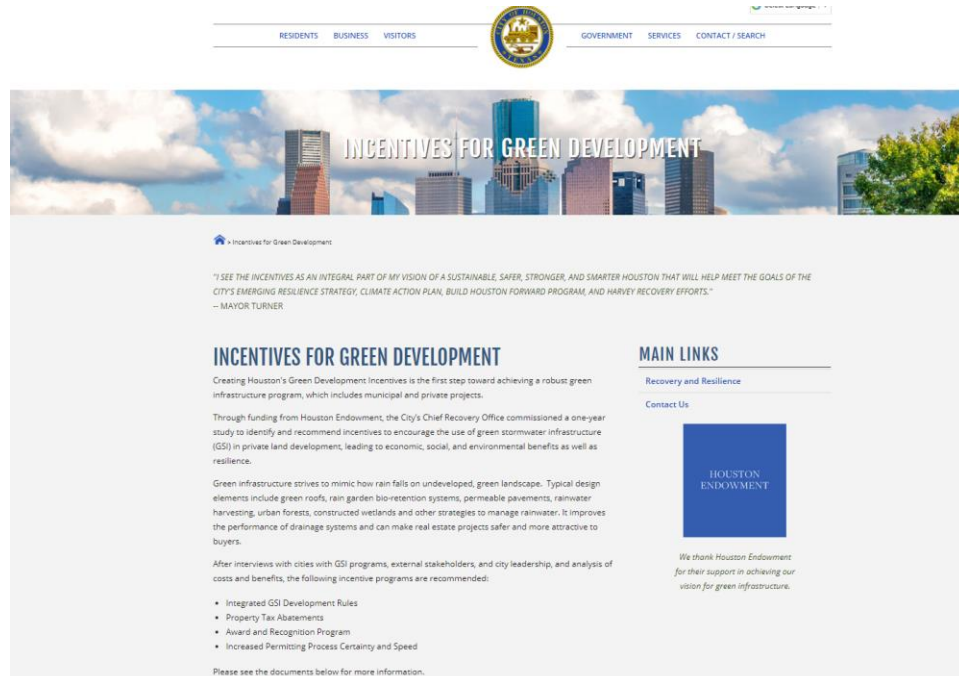 RESIDENTS BUSINESS VISITORS GOVERNMENT SERVICES CONTACT / SEARCH
INCENTIVES FOR GREEN DEVELOPMENT
> Incentives for Green Development
"I SEE THE INCENTIVES AS AN INTEGRAL PART OF MY VISION OF A SUSTAINABLE, SAFER, STRONGER, AND SMARTER HOUSTON THAT WILL HELP MEET THE GOALS OF THE
CITY'S EMERGING RESILIENCE STRATEGY, CLIMATE ACTION PLAN, BUILD HOUSTON FORWARD PROGRAM, AND HARVEY RECOVERY EFFORTS."
-- MAYOR TURNER
INCENTIVES FOR GREEN DEVELOPMENT
Creating Houston's Green Development Incentives is the first step toward achieving a robust green
infrastructure program, which includes municipal and private projects.
Through funding from Houston Endowment, the City's Chief Recovery Office commissioned a one-year
study to identify and recommend incentives to encourage the use of green stormwater infrastructure
(GSI) in private land development, leading to economic, social, and environmental benefits as well as
resilience.
Green infrastructure strives to mimic how rain falls on undeveloped, green landscape. Typical design
elements include green roofs, rain garden bio-retention systems, permeable pavements, rainwater
harvesting, urban forests, constructed wetlands and other strategies to manage rainwater. It improves
the performance of drainage systems and can make real estate projects safer and more attractive to
buyers.
After interviews with cities with GSI programs, external stakeholders, and city leadership, and analysis of
costs and benefits, the following incentive programs are recommended:
• Integrated GSI Development Rules
• Property Tax Abatements
• Award and Recognition Program
• Increased Permitting Process Certainty and Speed
Please see the documents below for more information.
MAIN LINKS
Recovery and Resilience
Contact Us
HOUSTON
ENDOWMENT
We thank Houston Endowment
for their support in achieving our
vision for green infrastructure.